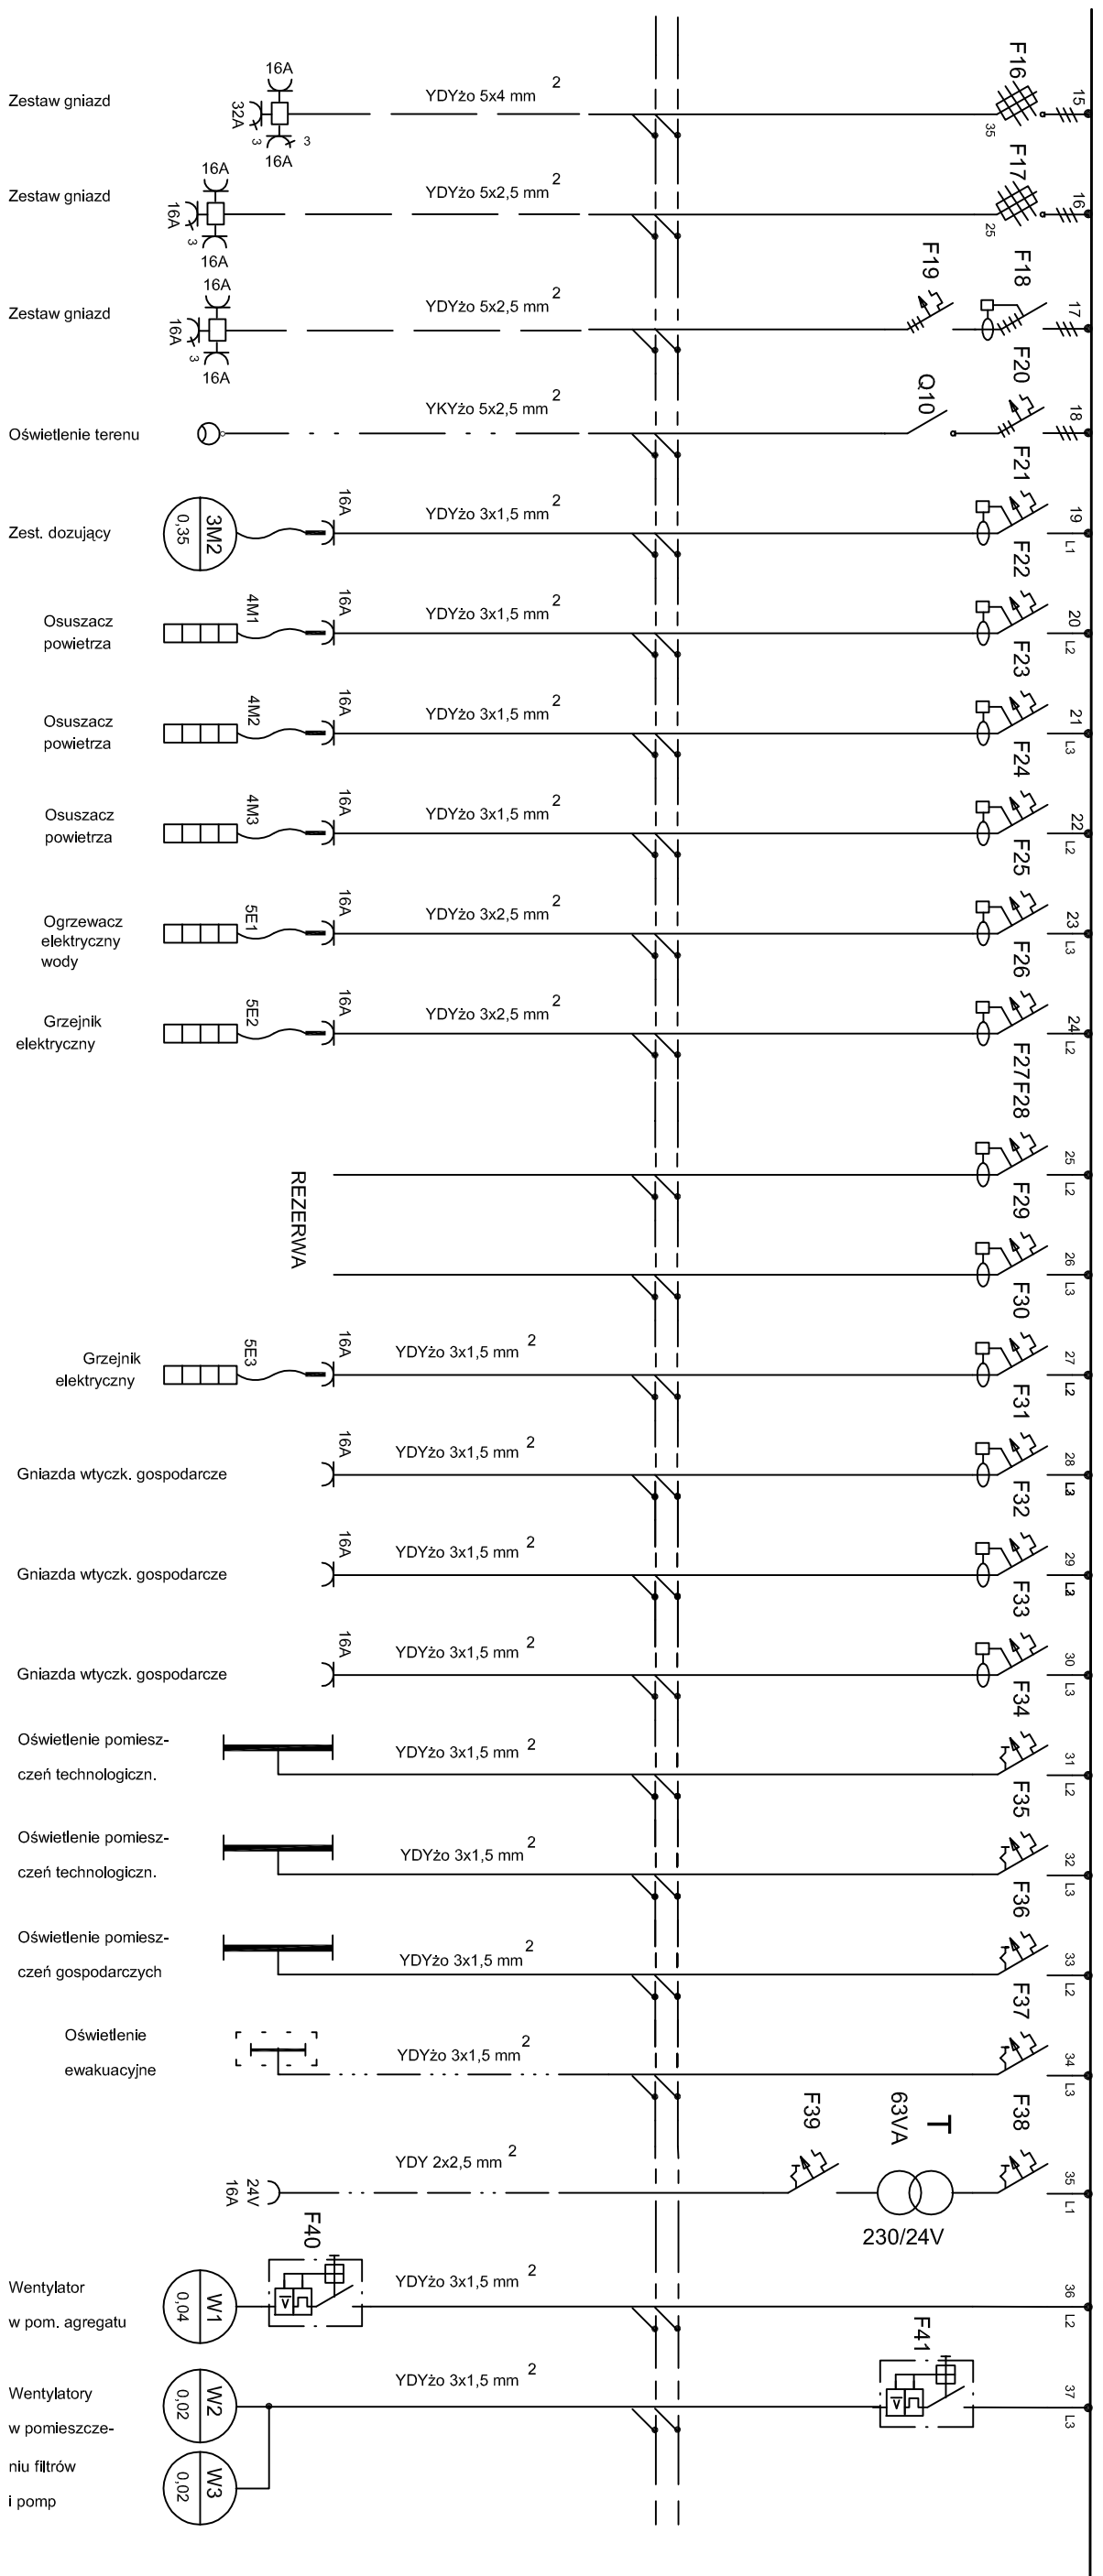 Zestaw gniazd
16A
32A
3
3
16A
YDYżo 5x4 mm 2
F16
35
15
Zestaw gniazd
16A
16A
3
16A
YDYżo 5x2,5 mm 2
F17
25
16
Zestaw gniazd
16A
16A
3
16A
YDYżo 5x2,5 mm 2
F19
F18
17
Oświetlenie terenu
YKYżo 5x2,5 mm 2
Q10
F20
18
Zest. dozujący
3M2
0,35
16A
YDYżo 3x1,5 mm 2
F21
19
L1
Osuszacz
powietrza
4M1
16A
YDYżo 3x1,5 mm 2
F22
20
L2
Osuszacz
powietrza
4M2
16A
YDYżo 3x1,5 mm 2
F23
21
L3
Osuszacz
powietrza
4M3
16A
YDYżo 3x1,5 mm 2
F24
22
L2
Ogrzewacz
elektryczny
wody
5E1
16A
YDYżo 3x2,5 mm 2
F25
23
L3
Grzejnik
elektryczny
5E2
16A
YDYżo 3x2,5 mm 2
F26
24
L2
REZERWA
F27F28
25
L2
F29
26
L3
Grzejnik
elektryczny
5E3
16A
YDYżo 3x1,5 mm 2
F30
27
L2
Gniazda wtyczk. gospodarcze
16A
YDYżo 3x1,5 mm 2
F31
28
Gniazda wtyczk. gospodarcze
16A
YDYżo 3x1,5 mm 2
F32
29
Gniazda wtyczk. gospodarcze
16A
YDYżo 3x1,5 mm 2
F33
30
L3
Oświetlenie pomiesz-
czeń technologiczn.
YDYżo 3x1,5 mm 2
F34
31
L2
Oświetlenie pomiesz-
czeń technologiczn.
YDYżo 3x1,5 mm 2
F35
32
L3
Oświetlenie pomiesz-
czeń gospodarczych
YDYżo 3x1,5 mm 2
F36
33
L2
Oświetlenie
ewakuacyjne
YDYżo 3x1,5 mm 2
F37
34
L3
24V
16A
YDY 2x2,5 mm 2
F39
63VA
T
230/24V
F38
35
L1
Wentylator
w pom. agregatu
W1
0,04
F40
YDYżo 3x1,5 mm 2
36
L2
Wentylatory
w pomieszcze-
niu filtrów
i pomp
W2
0,02
W3
0,02
YDYżo 3x1,5 mm 2
F41
37
L3